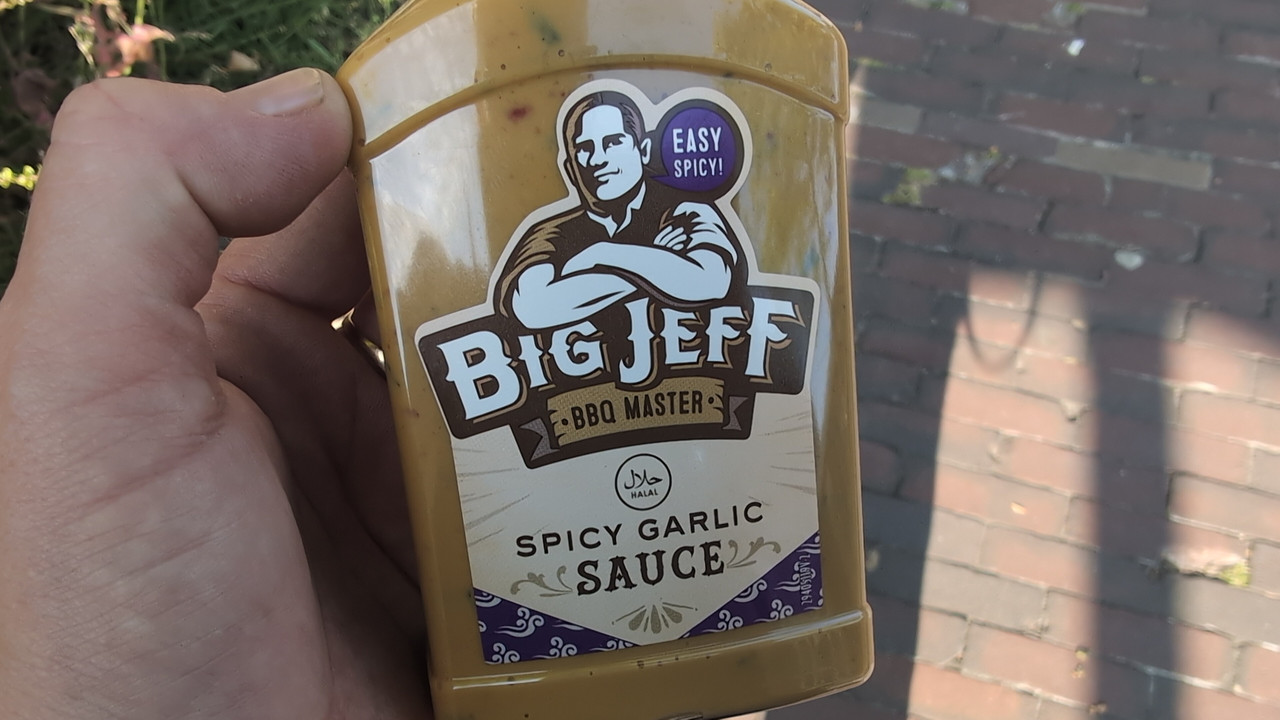 EASY
SPICY!
BIG JEFF
• BBQ MASTER •
حلال
HALAL
SPICY GARLIC
SAUCE